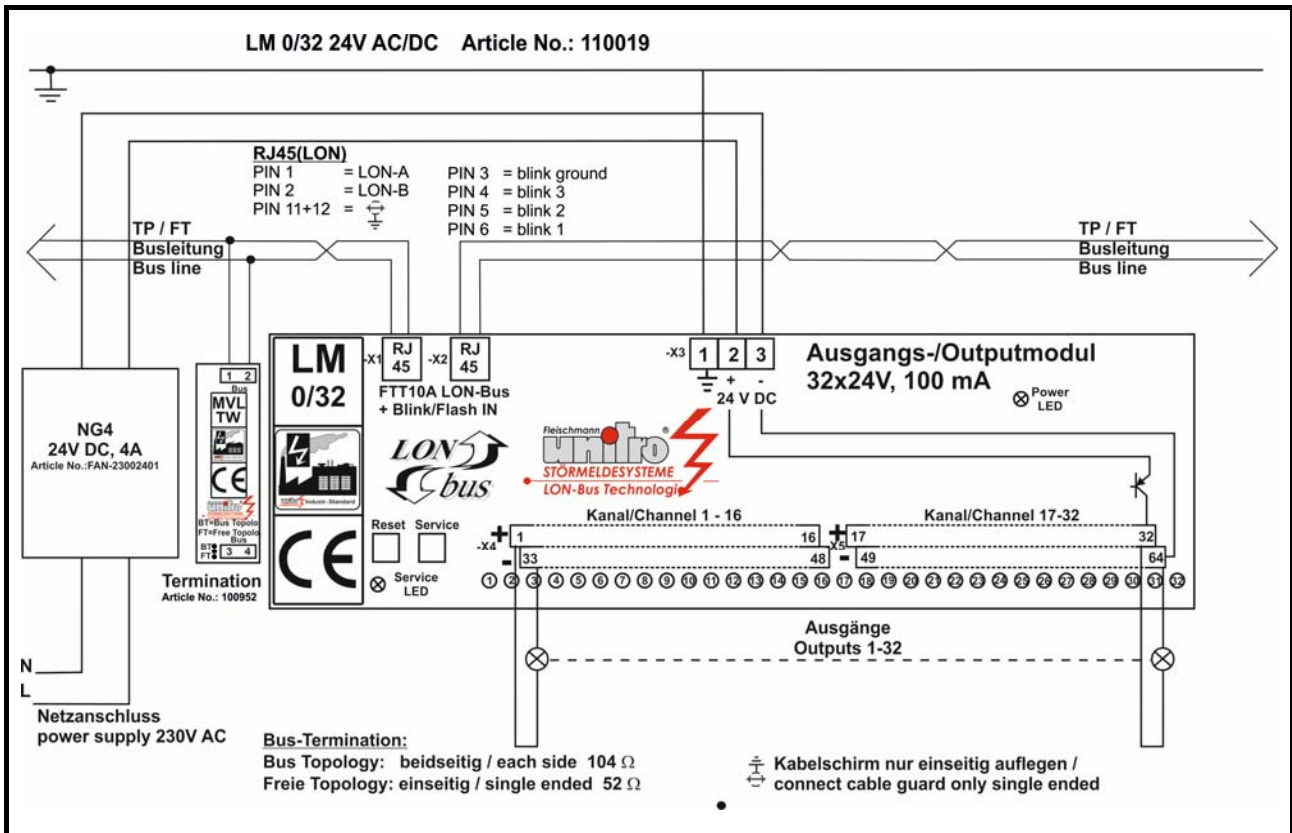 LM 0/32 24V AC/DC Article No.: 110019
RJ45(LON)
PIN 1 = LON-A
PIN 2 = LON-B
PIN 11+12 =
PIN 3 = blink ground
PIN 4 = blink 3
PIN 5 = blink 2
PIN 6 = blink 1
TP / FT
Busleitung
Bus line
TP / FT
Busleitung
Bus line
NG4
24V DC, 4A
Article No.:FAN-23002401
1 2
Bus
MVL
TW
CE
BT=Bus Topolo
FT=Free Topolo
Bus
BT
FT
3 4
Termination
Article No.: 100952
LM
0/32
Industie-Standard
CE
-X1
RJ
45
-X2
RJ
45
FTT10A LON-Bus
+ Blink/Flash IN
LON
bus
Reset Service
Service
LED
Fleischmann
unitro ®
STÖRMELDESYSTEME
LON-Bus Technologie
-X3 1 2 3
+ -
24 V DC
Ausgangs-/Outputmodul
32x24V, 100 mA
Power
LED
Kanal/Channel 1 - 16
Kanal/Channel 17-32
-X4 + 1 16
- 33 48
X5 + 17 32
- 49 64
1 2 3 4 5 6 7 8 9 10 11 12 13 14 15 16 17 18 19 20 21 22 23 24 25 26 27 28 29 30 31 32
Ausgänge
Outputs 1-32
N
L
Netzanschluss
power supply 230V AC
Bus-Termination:
Bus Topology: beidseitig / each side 104 Ω
Freie Topology: einseitig / single ended 52 Ω
Kabelschirm nur einseitig auflegen /
connect cable guard only single ended